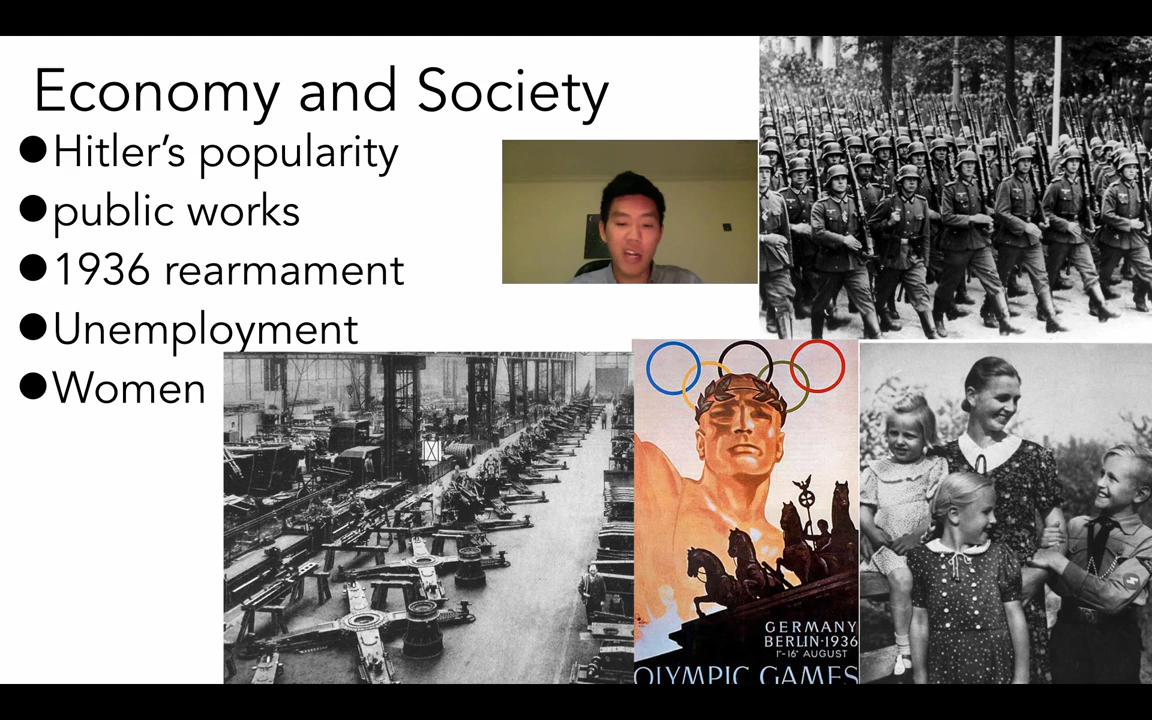 Economy and Society
●Hitler's popularity
●public works
●1936 rearmament
●Unemployment
●Women
GERMANY
BERLIN·1936
1ST-16TH AUGUST
OLYMPIC GAMES